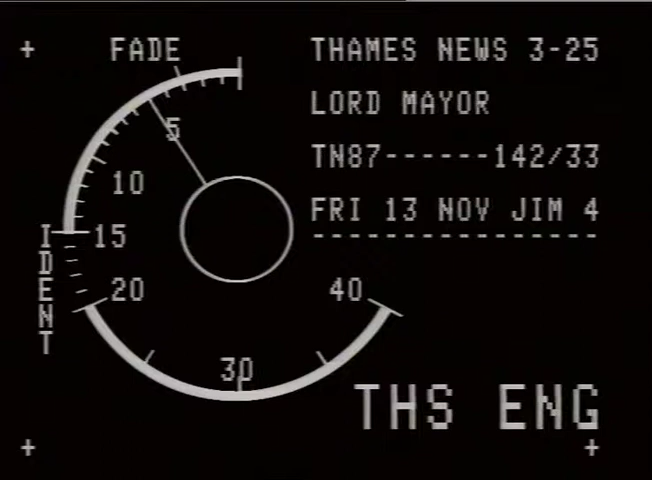 FADE
THAMES NEWS 3-25
LORD MAYOR
TN87------142/33
FRI 13 NOV JIM 4
----------------
5
10
15
20
30
40
IDENT
THS ENG